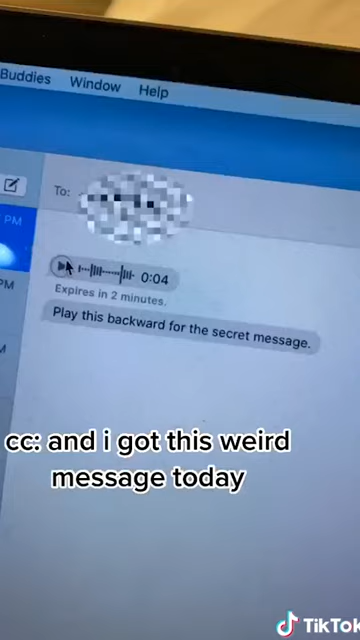 Buddies Window Help
PM
To:
PM
0:04
Expires in 2 minutes.
Play this backward for the secret message.
cc: and i got this weird
message today
TikTok